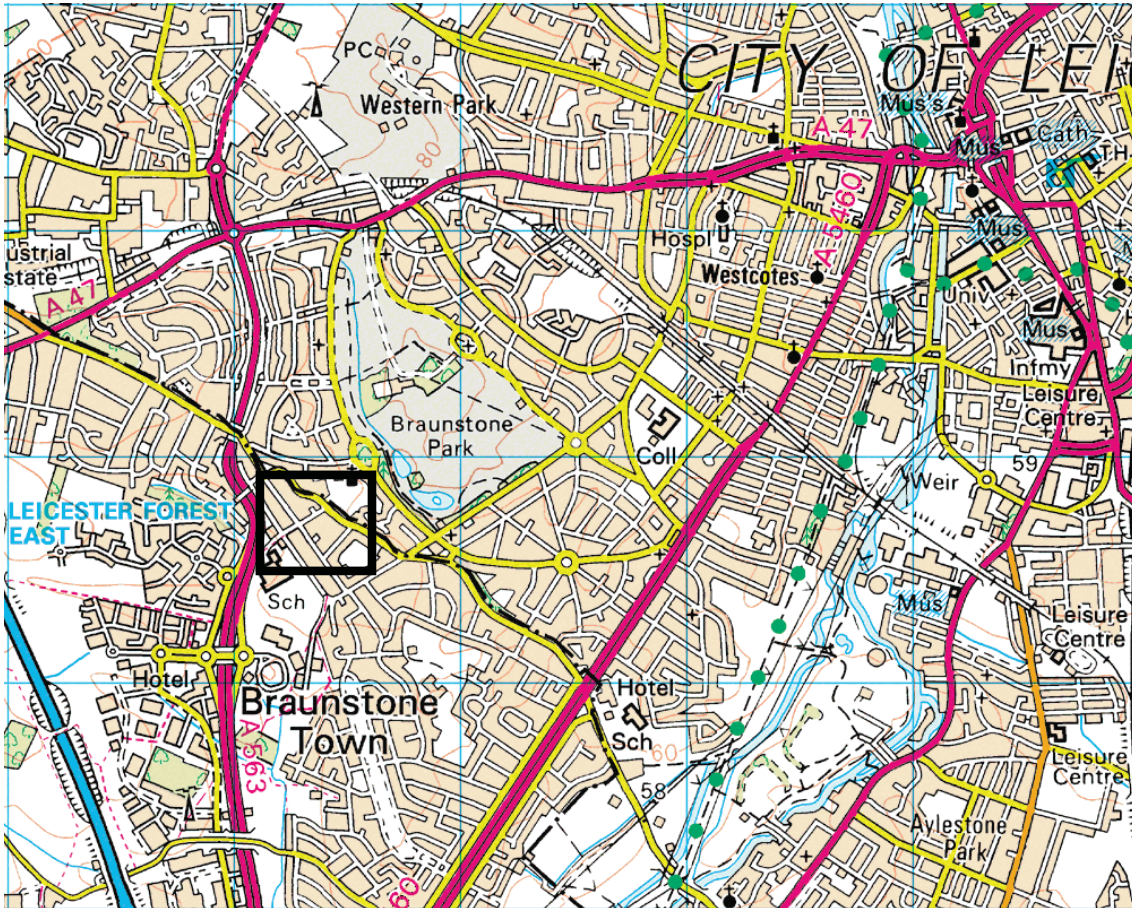 PC
CITY OF LEI
Mus's
Western Park
A 47
Cath
Mus
TH
80
A 5460
Hospl
Mus
ustrial
state
Westcotes
A 47
Univ
Mus
Infmy
Leisure
Centre
Braunstone
Park
Coll
59
Weir
LEICESTER FOREST
EAST
Sch
Mus
Leisure
Centre
Hotel
Hotel
Braunstone
Town
Sch
60
A 563
Leisure
Centre
58
Aylestone
Park
60